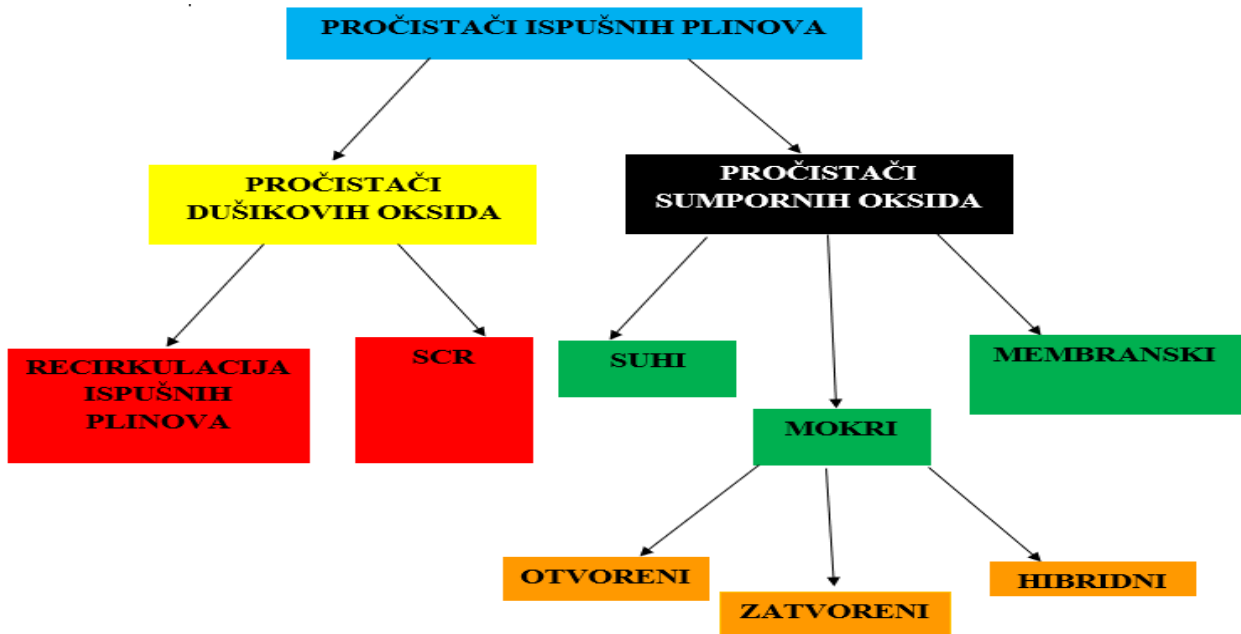 PROČISTAČI ISPUŠNIH PLINOVA
PROČISTAČI
DUŠIKOVIH OKSIDA
PROČISTAČI
SUMPORNIH OKSIDA
RECIRKULACIJA
ISPUŠNIH
PLINOVA
SCR
SUHI
MEMBRANSKI
MOKRI
OTVORENI
ZATVORENI
HIBRIDNI